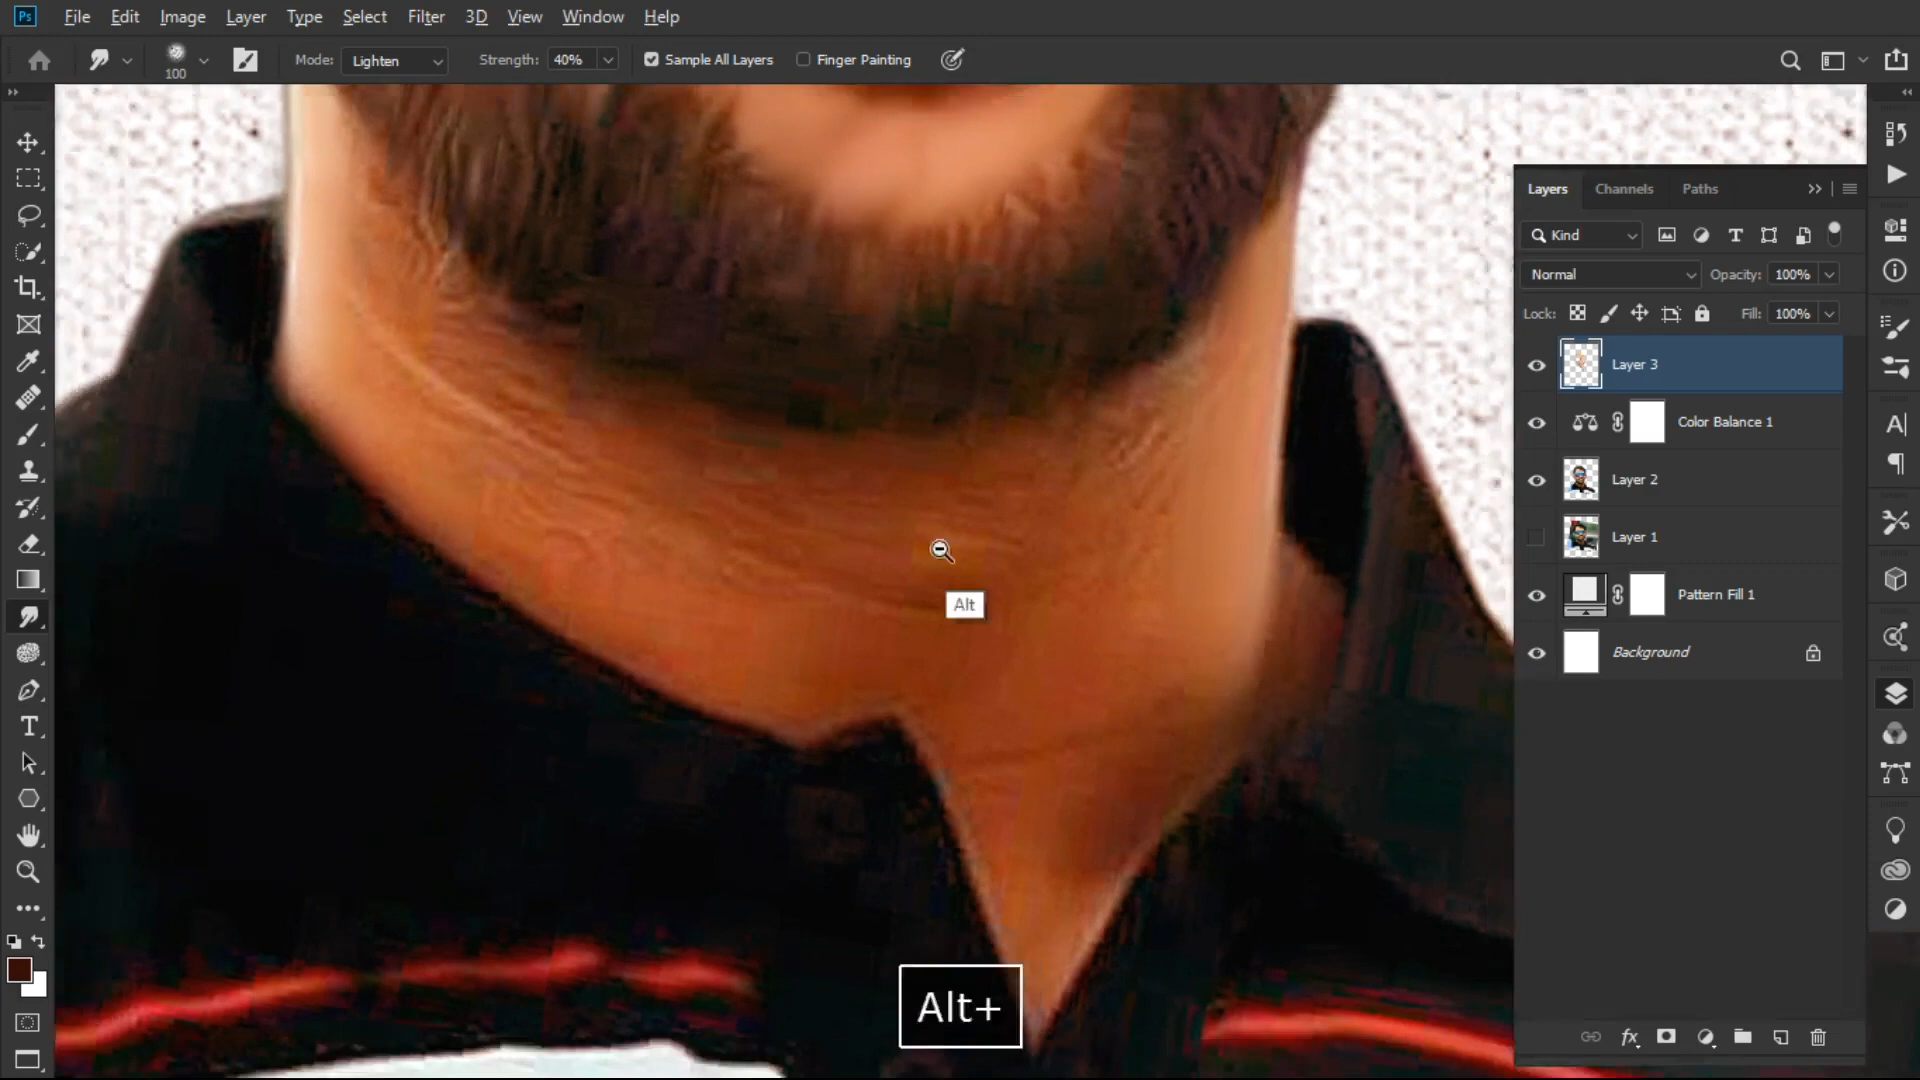 Ps File Edit Image Layer Type Select Filter 3D View Window Help
100 Mode: Lighten Strength: 40% Sample All Layers Finger Painting
Layers Channels Paths
Kind
Normal Opacity: 100%
Lock: Fill: 100%
Layer 3
Color Balance 1
Layer 2
Layer 1
Pattern Fill 1
Background
Alt
Alt+
fx